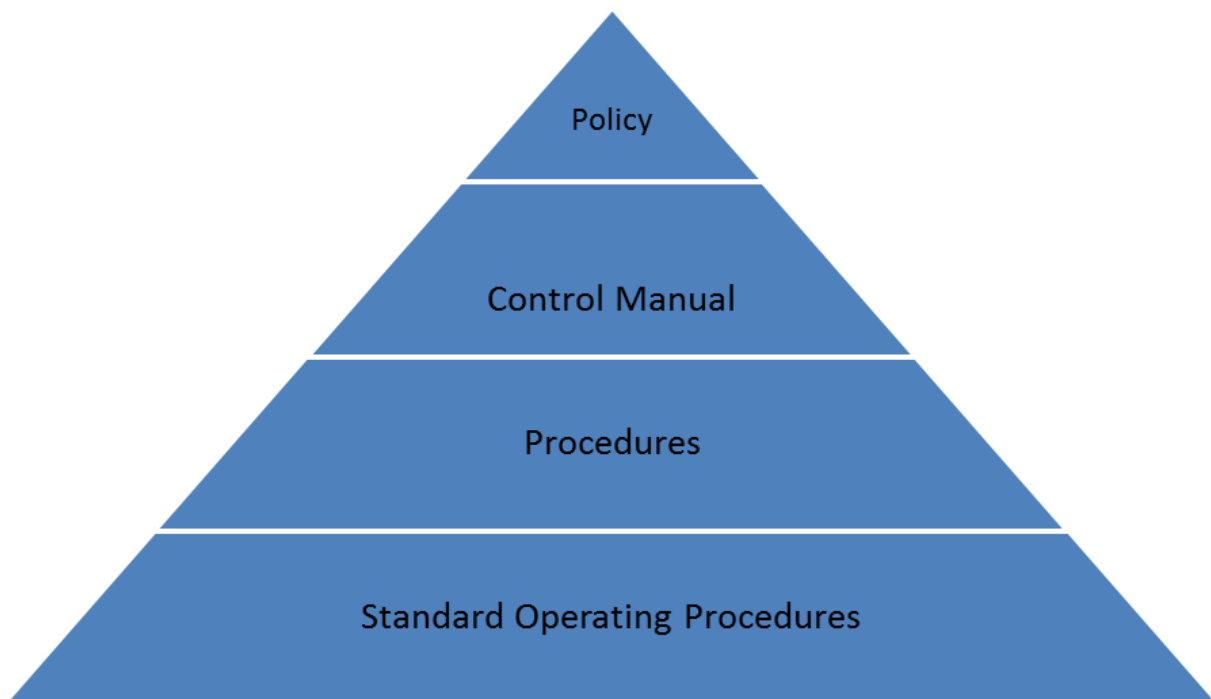 Policy
Control Manual
Procedures
Standard Operating Procedures